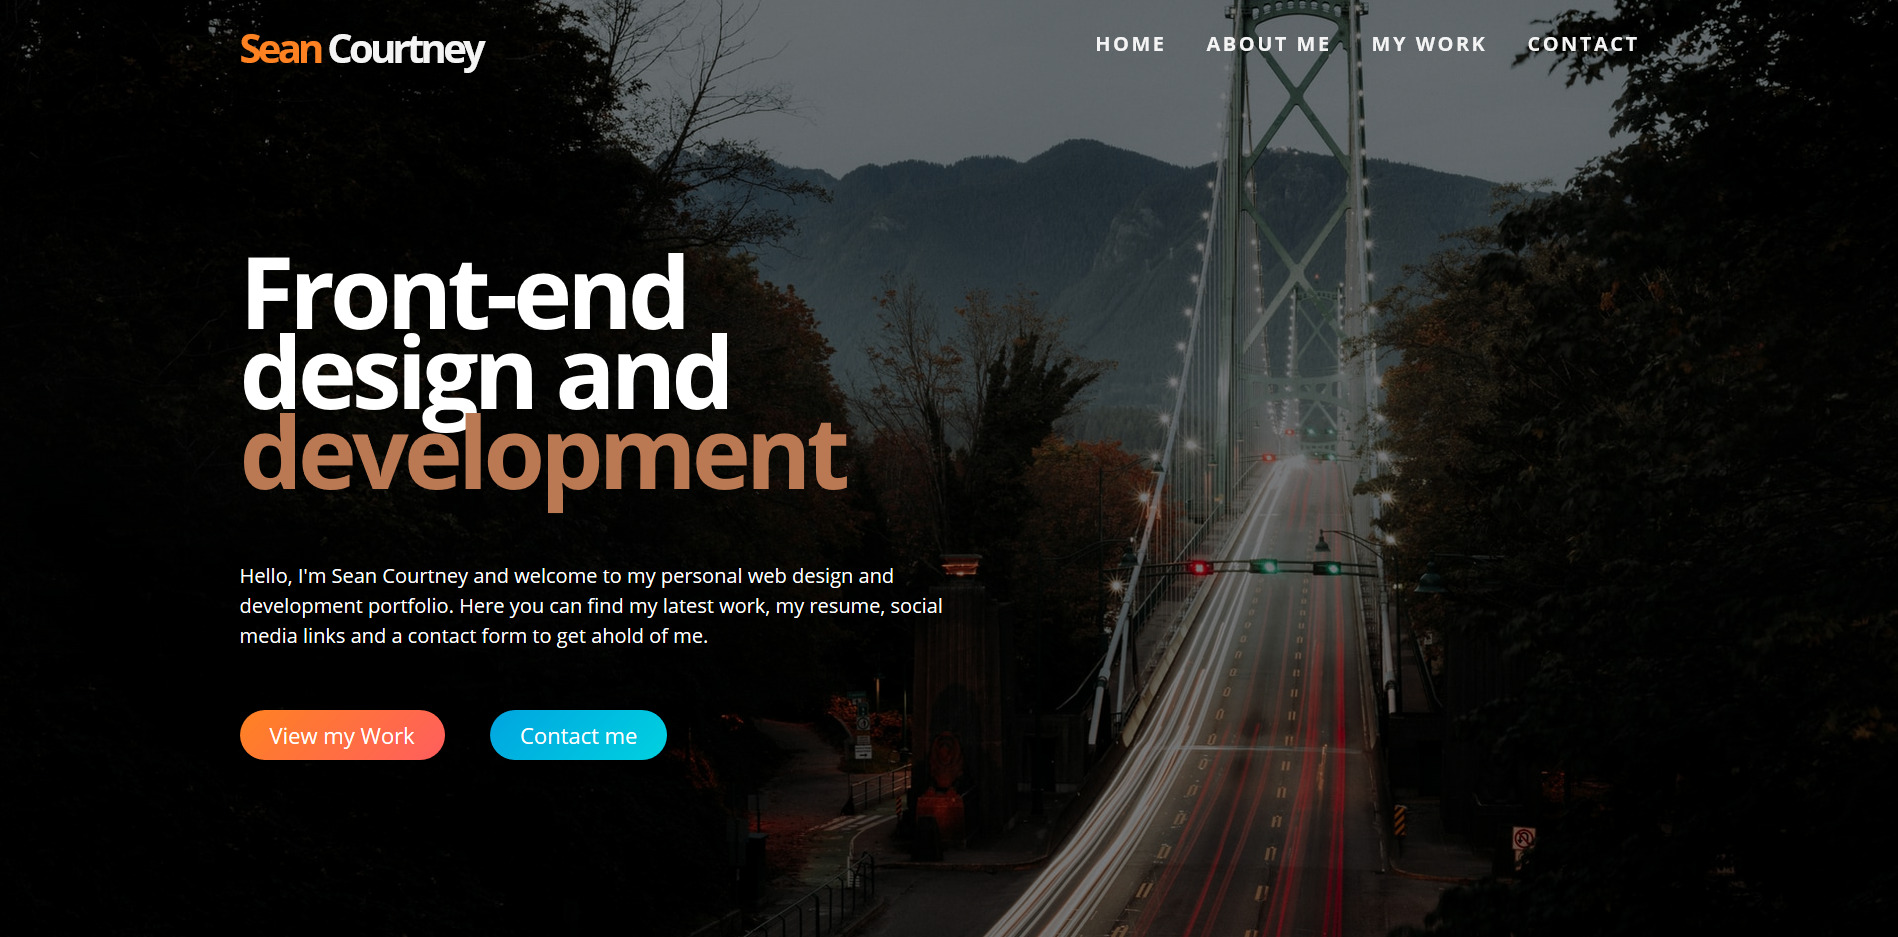 Sean Courtney
HOME ABOUT ME MY WORK CONTACT
Front-end
design and
development
Hello, I'm Sean Courtney and welcome to my personal web design and
development portfolio. Here you can find my latest work, my resume, social
media links and a contact form to get ahold of me.
View my Work
Contact me